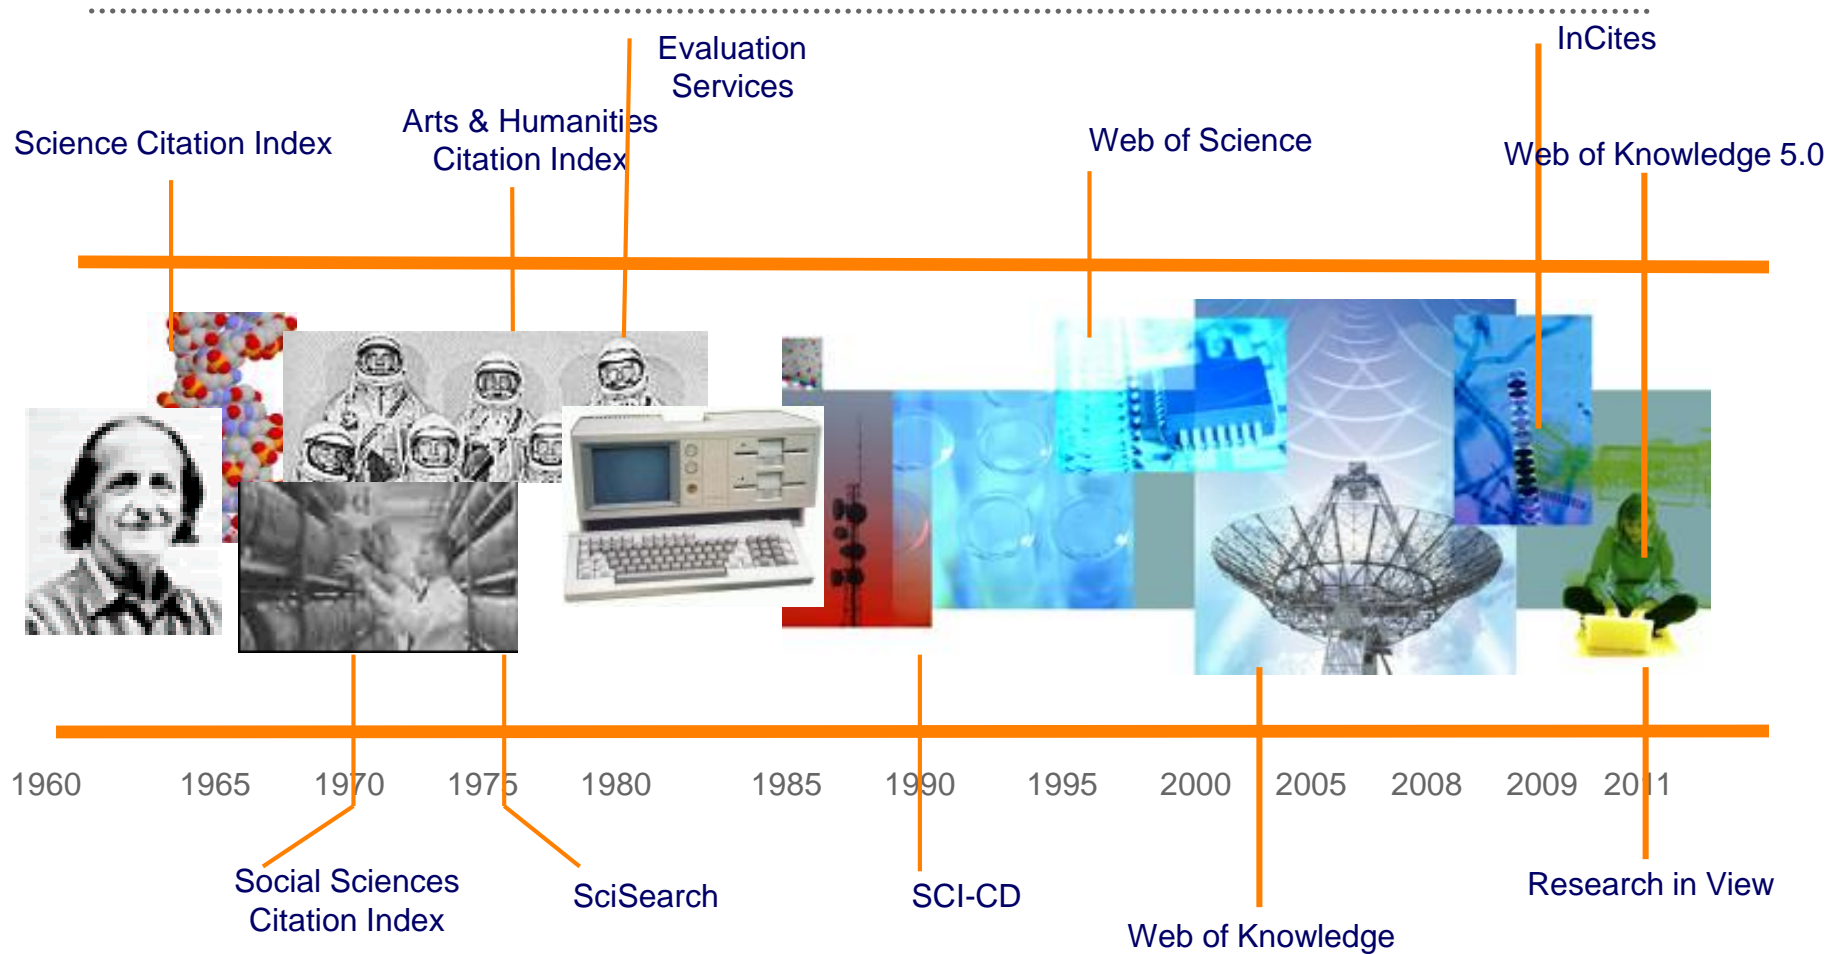 InCites
Evaluation
Services
Arts & Humanities
Citation Index
Science Citation Index
Web of Science
Web of Knowledge 5.0
1960 1965 1970 1975 1980 1985 1990 1995 2000 2005 2008 2009 2011
Social Sciences
Citation Index
SciSearch
SCI-CD
Research in View
Web of Knowledge